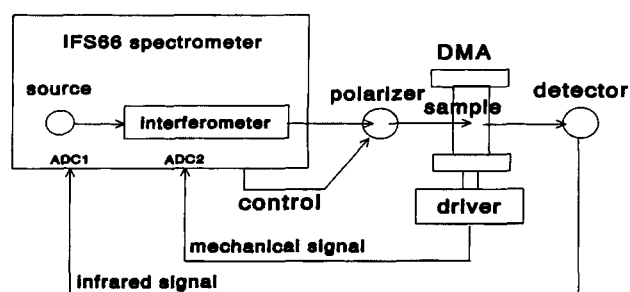 IFS66 spectrometer
DMA
source
polarizer
sample
detector
interferometer
ADC1
ADC2
control
driver
mechanical signal
infrared signal